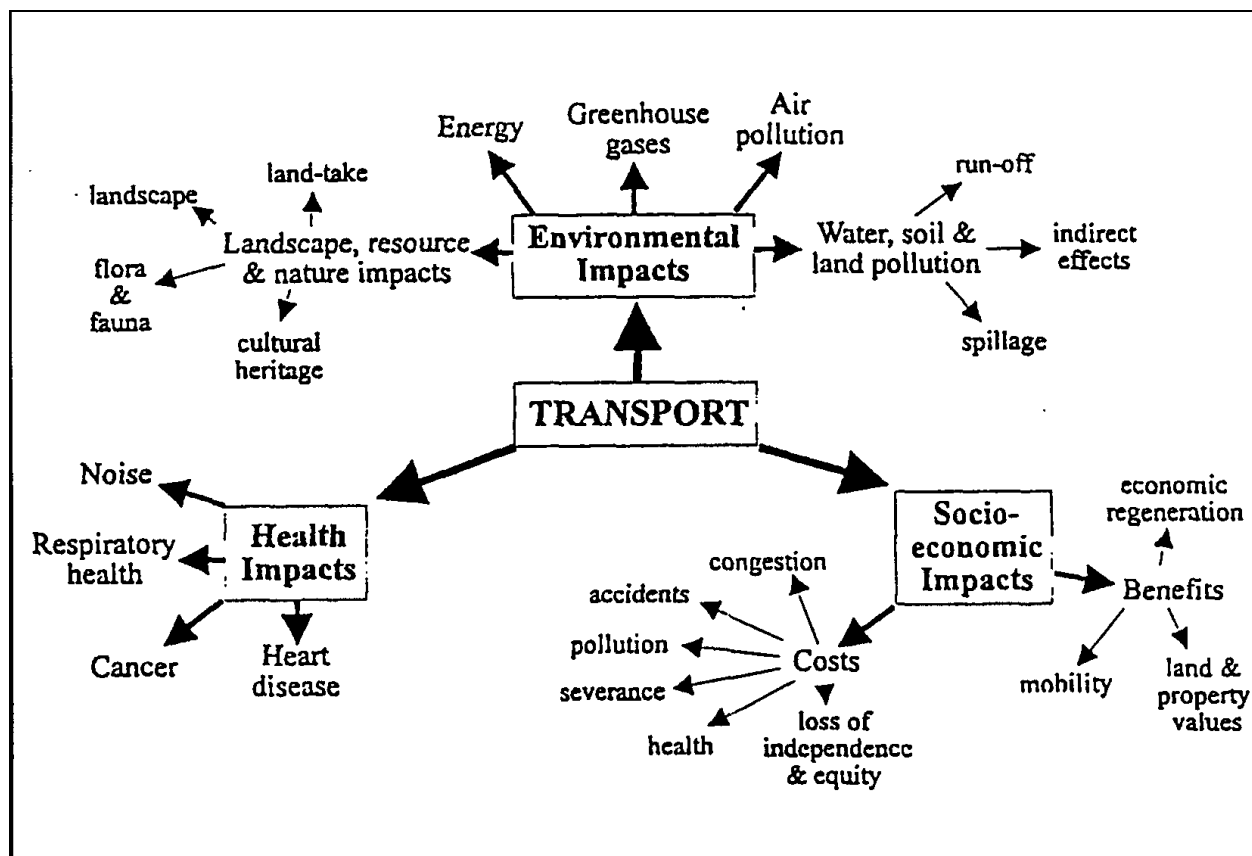 Energy
Greenhouse
gases
Air
pollution
landscape
land-take
Landscape, resource
& nature impacts
flora
&
fauna
cultural
heritage
Environmental
Impacts
Water, soil &
land pollution
run-off
indirect
effects
spillage
TRANSPORT
Noise
Respiratory
health
Cancer
Heart
disease
Health
Impacts
Socio-
economic
Impacts
congestion
accidents
pollution
severance
health
Costs
loss of
independence
& equity
economic
regeneration
Benefits
mobility
land &
property
values